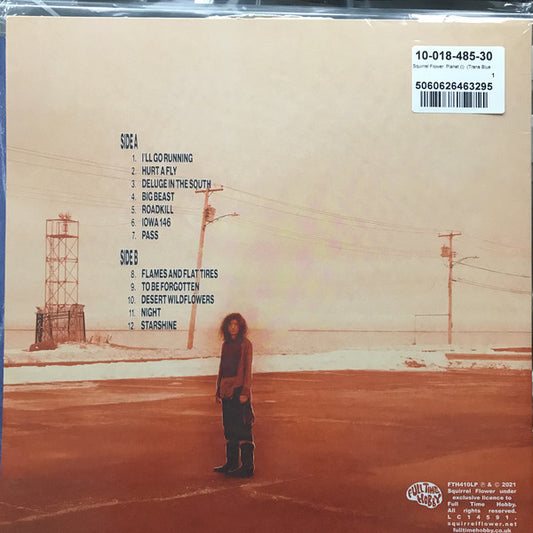 10-018-485-30
Squirrel Flower: Planet (I) (Trans Blue
1
5060626463295
SIDE A
1. I'LL GO RUNNING
2. HURT A FLY
3. DELUGE IN THE SOUTH
4. BIG BEAST
5. ROADKILL
6. IOWA 146
7. PASS
SIDE B
8. FLAMES AND FLAT TIRES
9. TO BE FORGOTTEN
10. DESERT WILDFLOWERS
11. NIGHT
12. STARSHINE
FULL TIME
HOBBY
FTH410LP ℗ & © 2021
Squirrel Flower under
exclusive licence to
Full Time Hobby.
All rights reserved.
LC14591.
squirrelflower.net
fulltimehobby.co.uk